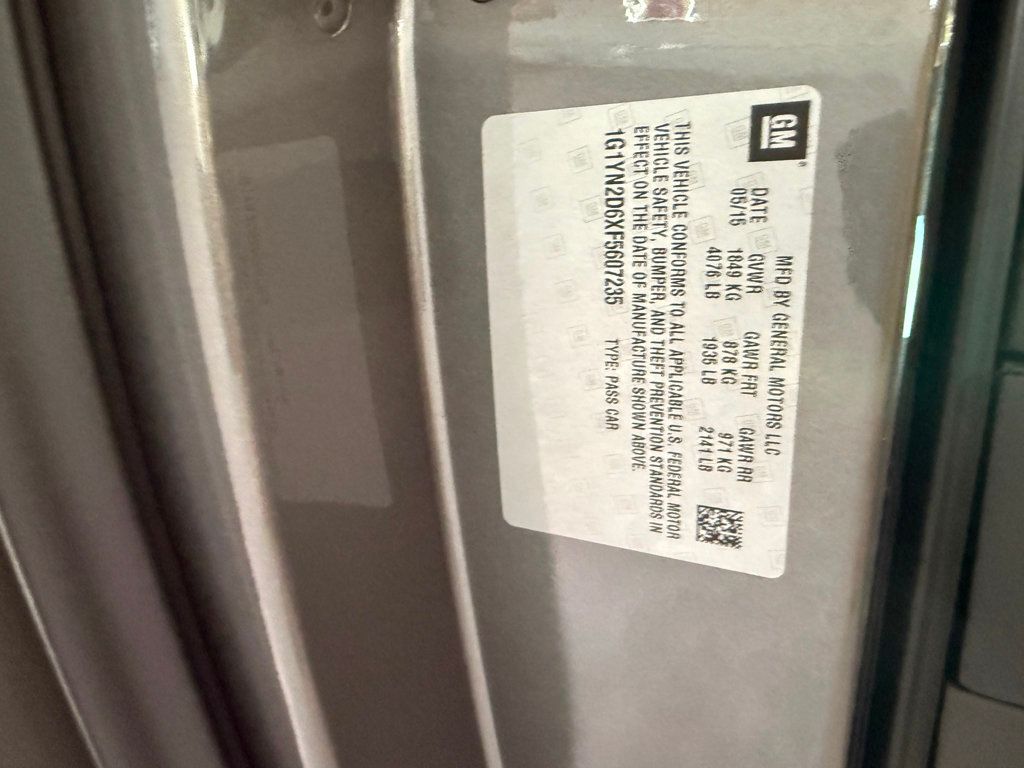 GM®
MFD BY GENERAL MOTORS LLC
DATE GVWR GAWR FRT GAWR RR
05/15 1849 KG 878 KG 971 KG
4076 LB 1935 LB 2141 LB
THIS VEHICLE CONFORMS TO ALL APPLICABLE U.S. FEDERAL MOTOR
VEHICLE SAFETY, BUMPER, AND THEFT PREVENTION STANDARDS IN
EFFECT ON THE DATE OF MANUFACTURE SHOWN ABOVE.
1G1YN2D6XF5607235 TYPE: PASS CAR